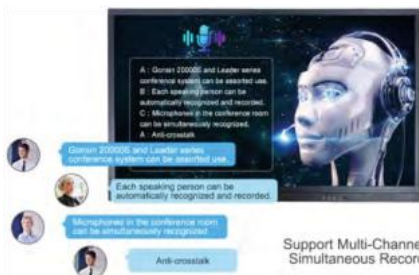 A : Gonsin 20000S and Leader series
conference system can be assorted use.
B : Each speaking person can be
automatically recognized and recorded.
C : Microphones in the conference room
can be simultaneously recognized.
A : Anti-crosstalk
Gonsin 20000S and Leader series
conference system can be assorted use.
Each speaking person can be
automatically recognized and recorded.
Microphones in the conference room
can be simultaneously recognized
Anti-crosstalk
Support Multi-Channe
Simultaneous Record